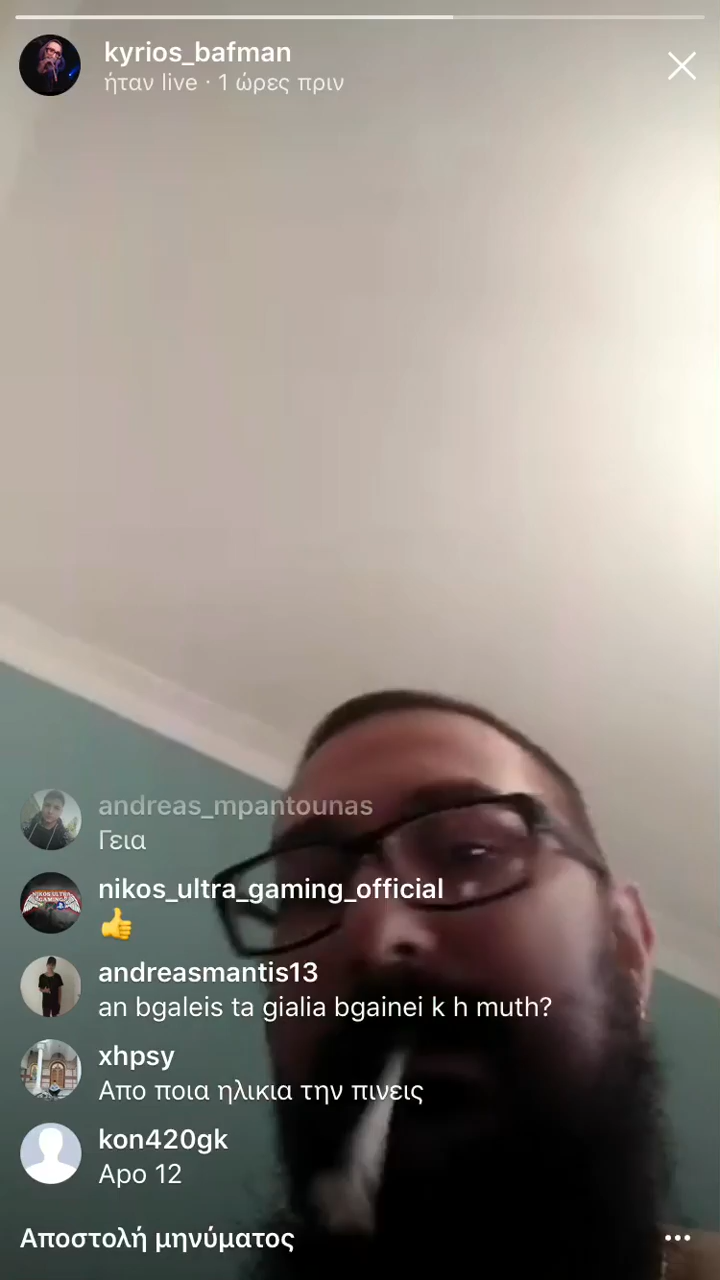 kyrios_bafman
ήταν live · 1 ώρες πριν
andreas_mpantounas
Γεια
nikos_ultra_gaming_official
👍
andreasmantis13
an bgaleis ta gialia bgainei k h muth?
xhpsy
Απο ποια ηλικια την πινεις
kon420gk
Apo 12
Αποστολή μηνύματος